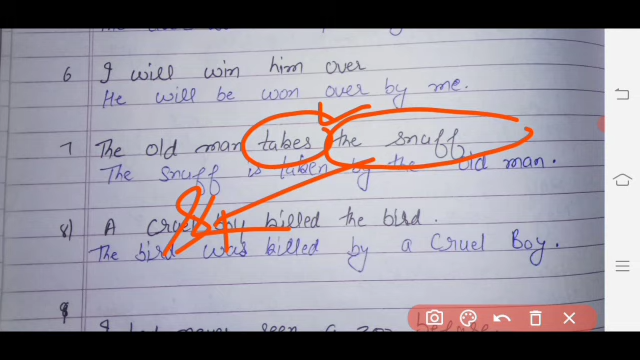 6 I will win him over
He will be won over by me.
7 The old man takes the snuff
The snuff is taken by the old man.
8) A cruel boy killed the bird.
The bird was killed by a Cruel Boy.
9